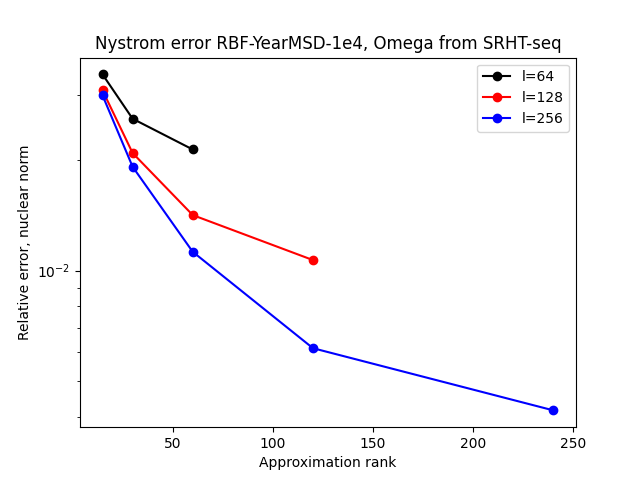 Nystrom error RBF-YearMSD-1e4, Omega from SRHT-seq
l=64
l=128
l=256
Relative error, nuclear norm
10⁻²
50 100 150 200 250
Approximation rank